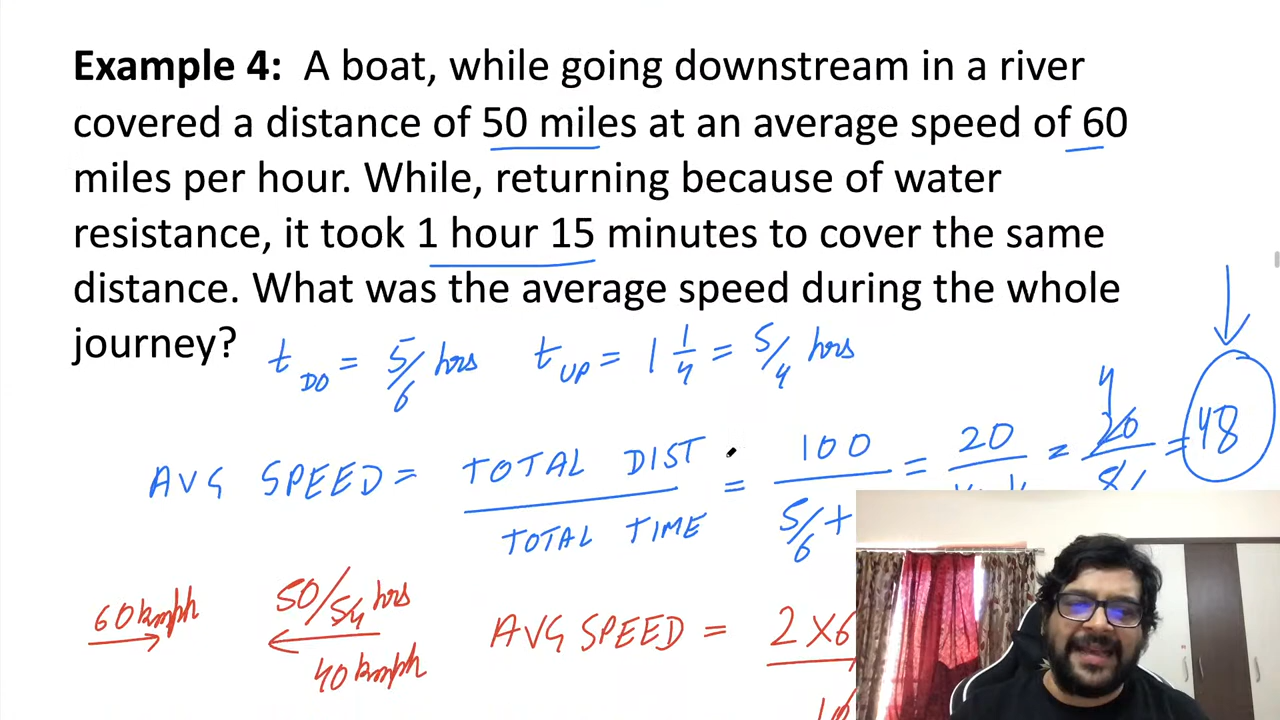 Example 4: A boat, while going downstream in a river
covered a distance of 50 miles at an average speed of 60
miles per hour. While, returning because of water
resistance, it took 1 hour 15 minutes to cover the same
distance. What was the average speed during the whole
journey?
t DO = 5/6 hrs t UP = 1 1/4 = 5/4 hrs
AVG SPEED = TOTAL DIST / TOTAL TIME = 100 / 5/6 + = 20 = 20 4 = 48
60 kmph 50/54 hrs AVG SPEED = 2 X 6
40 kmph